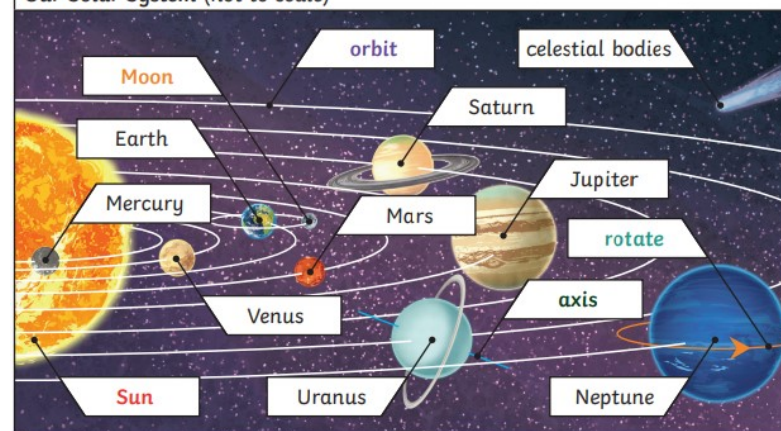 Our Solar System (not to scale)
orbit
celestial bodies
Moon
Saturn
Earth
Jupiter
Mercury
Mars
rotate
axis
Venus
Sun
Uranus
Neptune